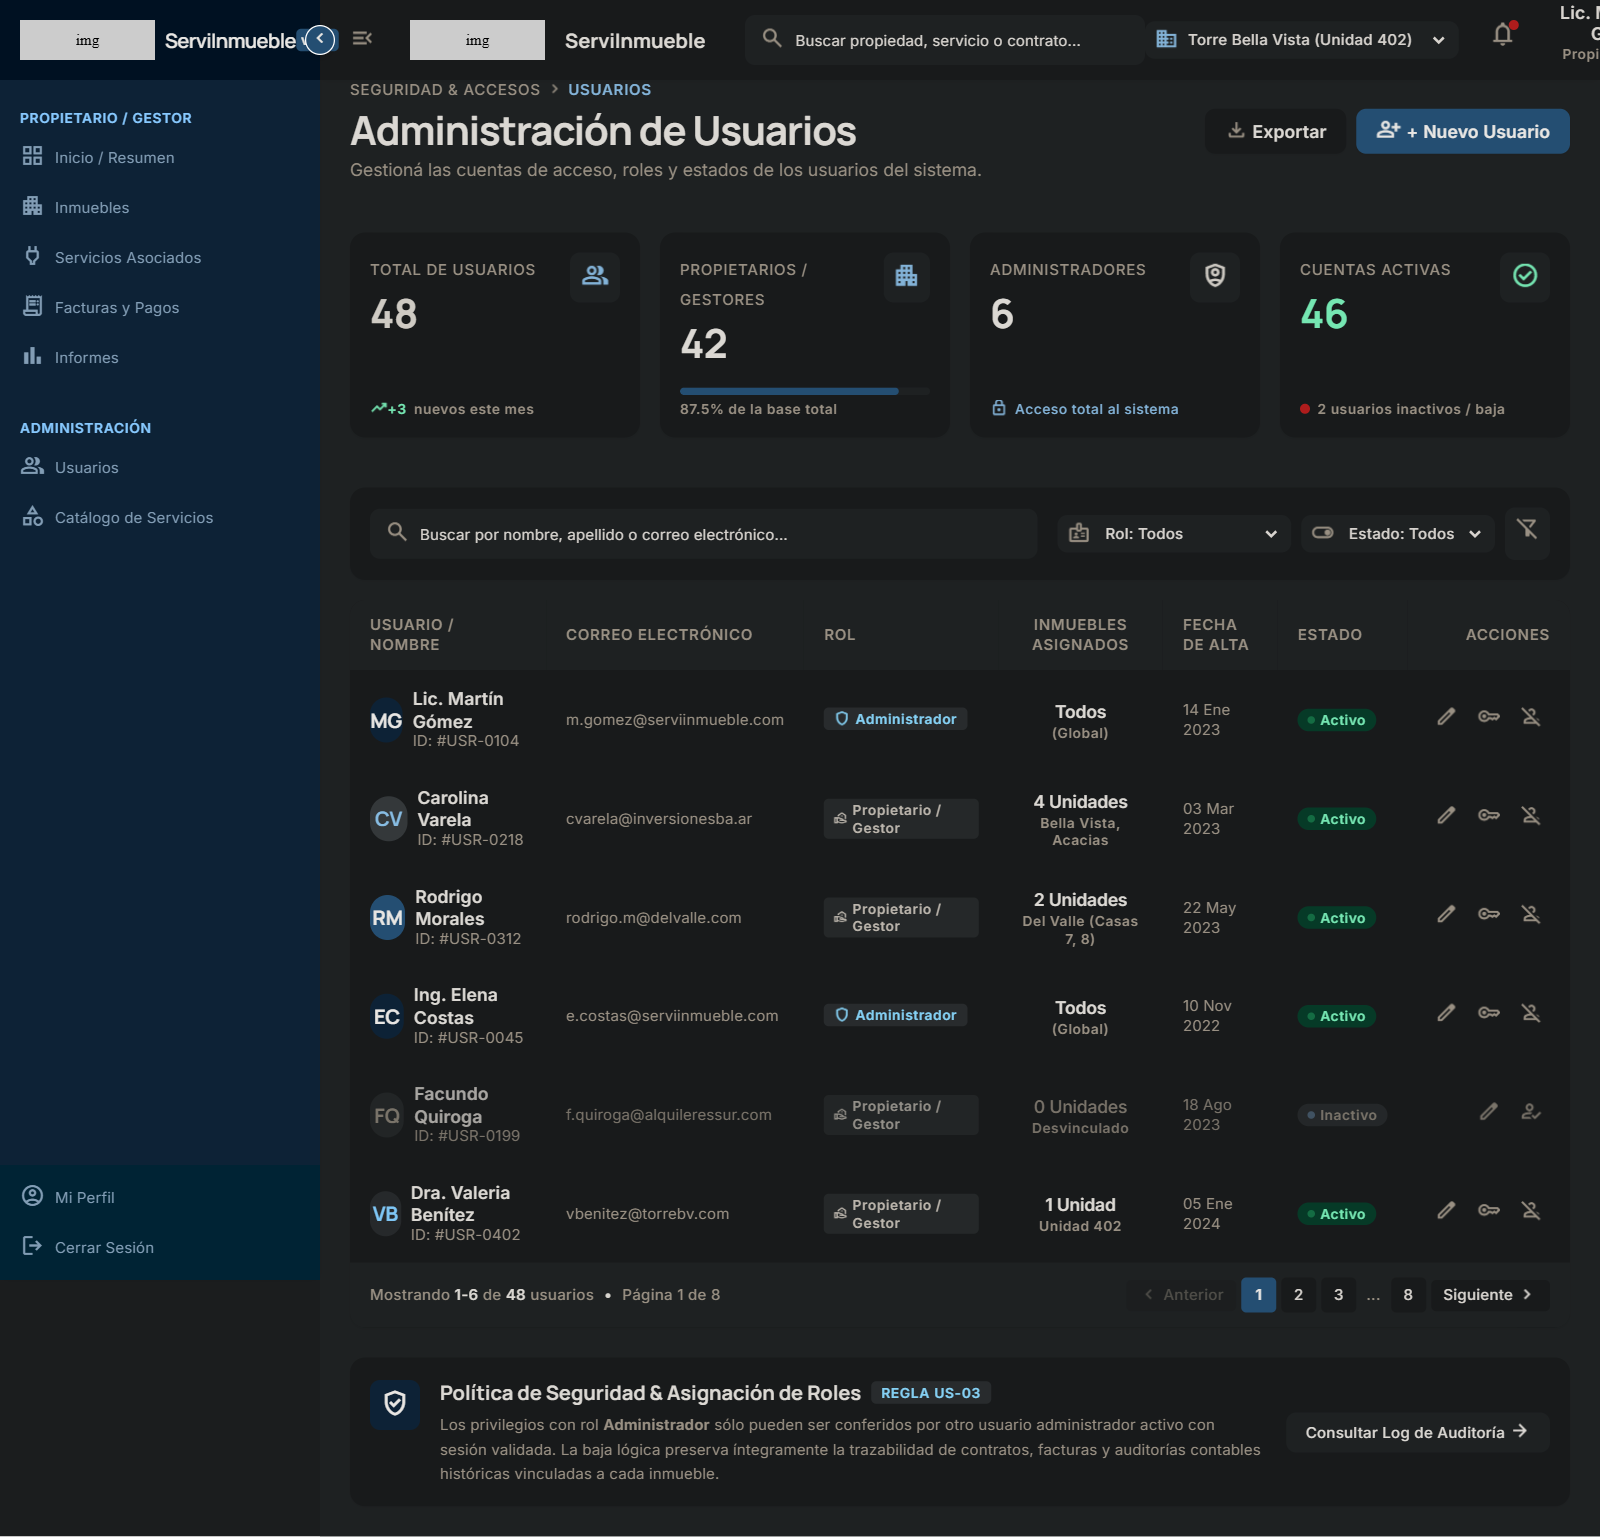 img
ServiInmueble
img
ServiInmueble
Buscar propiedad, servicio o contrato...
Torre Bella Vista (Unidad 402)
Lic.
Propi
PROPIETARIO / GESTOR
Inicio / Resumen
Inmuebles
Servicios Asociados
Facturas y Pagos
Informes
ADMINISTRACIÓN
Usuarios
Catálogo de Servicios
Mi Perfil
Cerrar Sesión
SEGURIDAD & ACCESOS > USUARIOS
Administración de Usuarios
Gestioná las cuentas de acceso, roles y estados de los usuarios del sistema.
Exportar
+ Nuevo Usuario
TOTAL DE USUARIOS
48
+3 nuevos este mes
PROPIETARIOS /
GESTORES
42
87.5% de la base total
ADMINISTRADORES
6
Acceso total al sistema
CUENTAS ACTIVAS
46
2 usuarios inactivos / baja
Buscar por nombre, apellido o correo electrónico...
Rol: Todos
Estado: Todos
USUARIO /
NOMBRE
CORREO ELECTRÓNICO
ROL
INMUEBLES
ASIGNADOS
FECHA
DE ALTA
ESTADO
ACCIONES
MG
Lic. Martín
Gómez
ID: #USR-0104
m.gomez@serviinmueble.com
Administrador
Todos
(Global)
14 Ene
2023
Activo
CV
Carolina
Varela
ID: #USR-0218
cvarela@inversionesba.ar
Propietario /
Gestor
4 Unidades
Bella Vista,
Acacias
03 Mar
2023
Activo
RM
Rodrigo
Morales
ID: #USR-0312
rodrigo.m@delvalle.com
Propietario /
Gestor
2 Unidades
Del Valle (Casas
7, 8)
22 May
2023
Activo
EC
Ing. Elena
Costas
ID: #USR-0045
e.costas@serviinmueble.com
Administrador
Todos
(Global)
10 Nov
2022
Activo
FQ
Facundo
Quiroga
ID: #USR-0199
f.quiroga@alquileressur.com
Propietario /
Gestor
0 Unidades
Desvinculado
18 Ago
2023
Inactivo
VB
Dra. Valeria
Benítez
ID: #USR-0402
vbenitez@torrebv.com
Propietario /
Gestor
1 Unidad
Unidad 402
05 Ene
2024
Activo
Mostrando 1-6 de 48 usuarios • Página 1 de 8
Anterior
1
2
3
...
8
Siguiente
Política de Seguridad & Asignación de Roles
REGLA US-03
Los privilegios con rol Administrador sólo pueden ser conferidos por otro usuario administrador activo con
sesión validada. La baja lógica preserva íntegramente la trazabilidad de contratos, facturas y auditorías contables
históricas vinculadas a cada inmueble.
Consultar Log de Auditoría